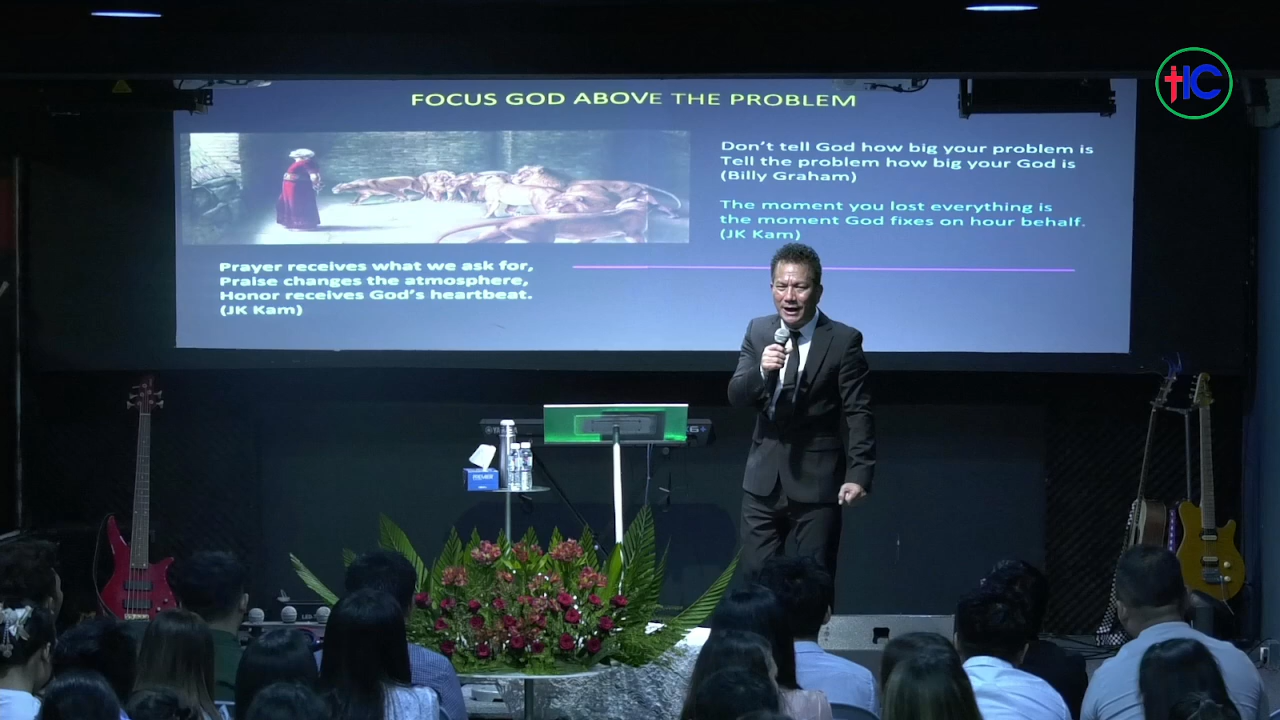 FOCUS GOD ABOVE THE PROBLEM
Don't tell God how big your problem is
Tell the problem how big your God is
(Billy Graham)
The moment you lost everything is
the moment God fixes on hour behalf.
(JK Kam)
Prayer receives what we ask for,
Praise changes the atmosphere,
Honor receives God's heartbeat.
(JK Kam)
HC